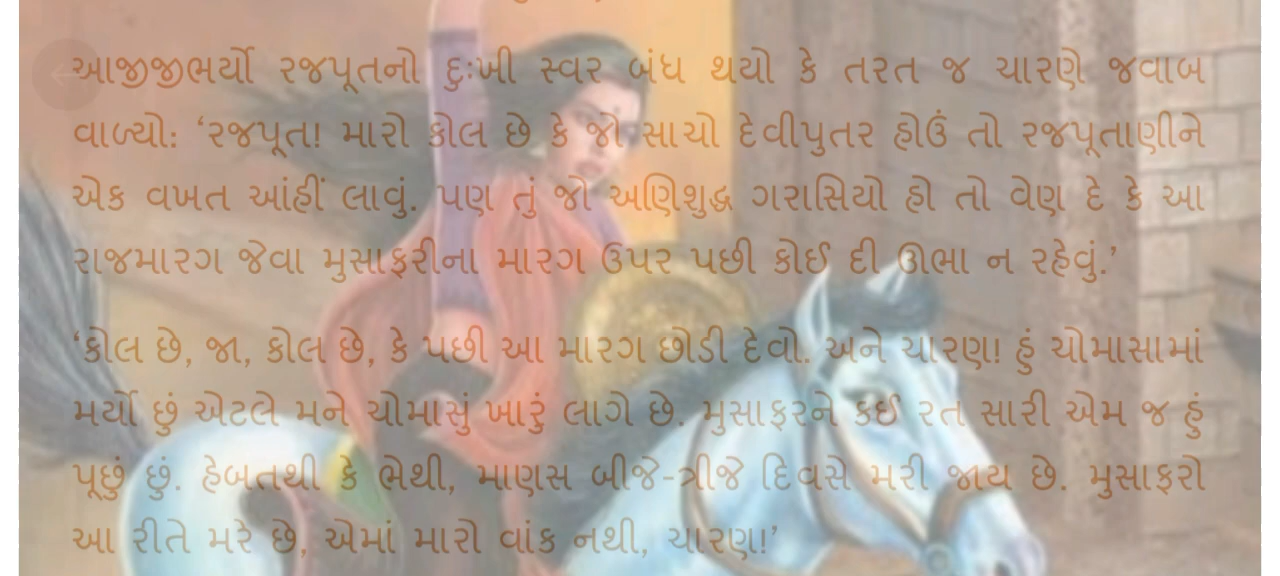 આજીજીભર્યો રજપૂતનો દુઃખી સ્વર બંધ થયો કે તરત જ ચારણે જવાબ
વાળ્યો: ‘રજપૂત! મારો કોલ છે કે જો સાચો દેવીપુતર હોઉં તો રજપૂતાણીને
એક વખત આંહીં લાવું. પણ તું જો અણિશુદ્ધ ગરાસિયો હો તો વેણ દે કે આ
રાજમારગ જેવા મુસાફરીના મારગ ઉપર પછી કોઈ દી ઊભા ન રહેવું.’
‘કોલ છે, જા, કોલ છે, કે પછી આ મારગ છોડી દેવો. અને ચારણ! હું ચોમાસામાં
મર્યો છું એટલે મને ચોમાસું ખારું લાગે છે. મુસાફરને કઈ રત સારી એમ જ હું
પૂછું છું. હેબતથી કે ભેથી, માણસ બીજે-ત્રીજે દિવસે મરી જાય છે. મુસાફરો
આ રીતે મરે છે, એમાં મારો વાંક નથી, ચારણ!’